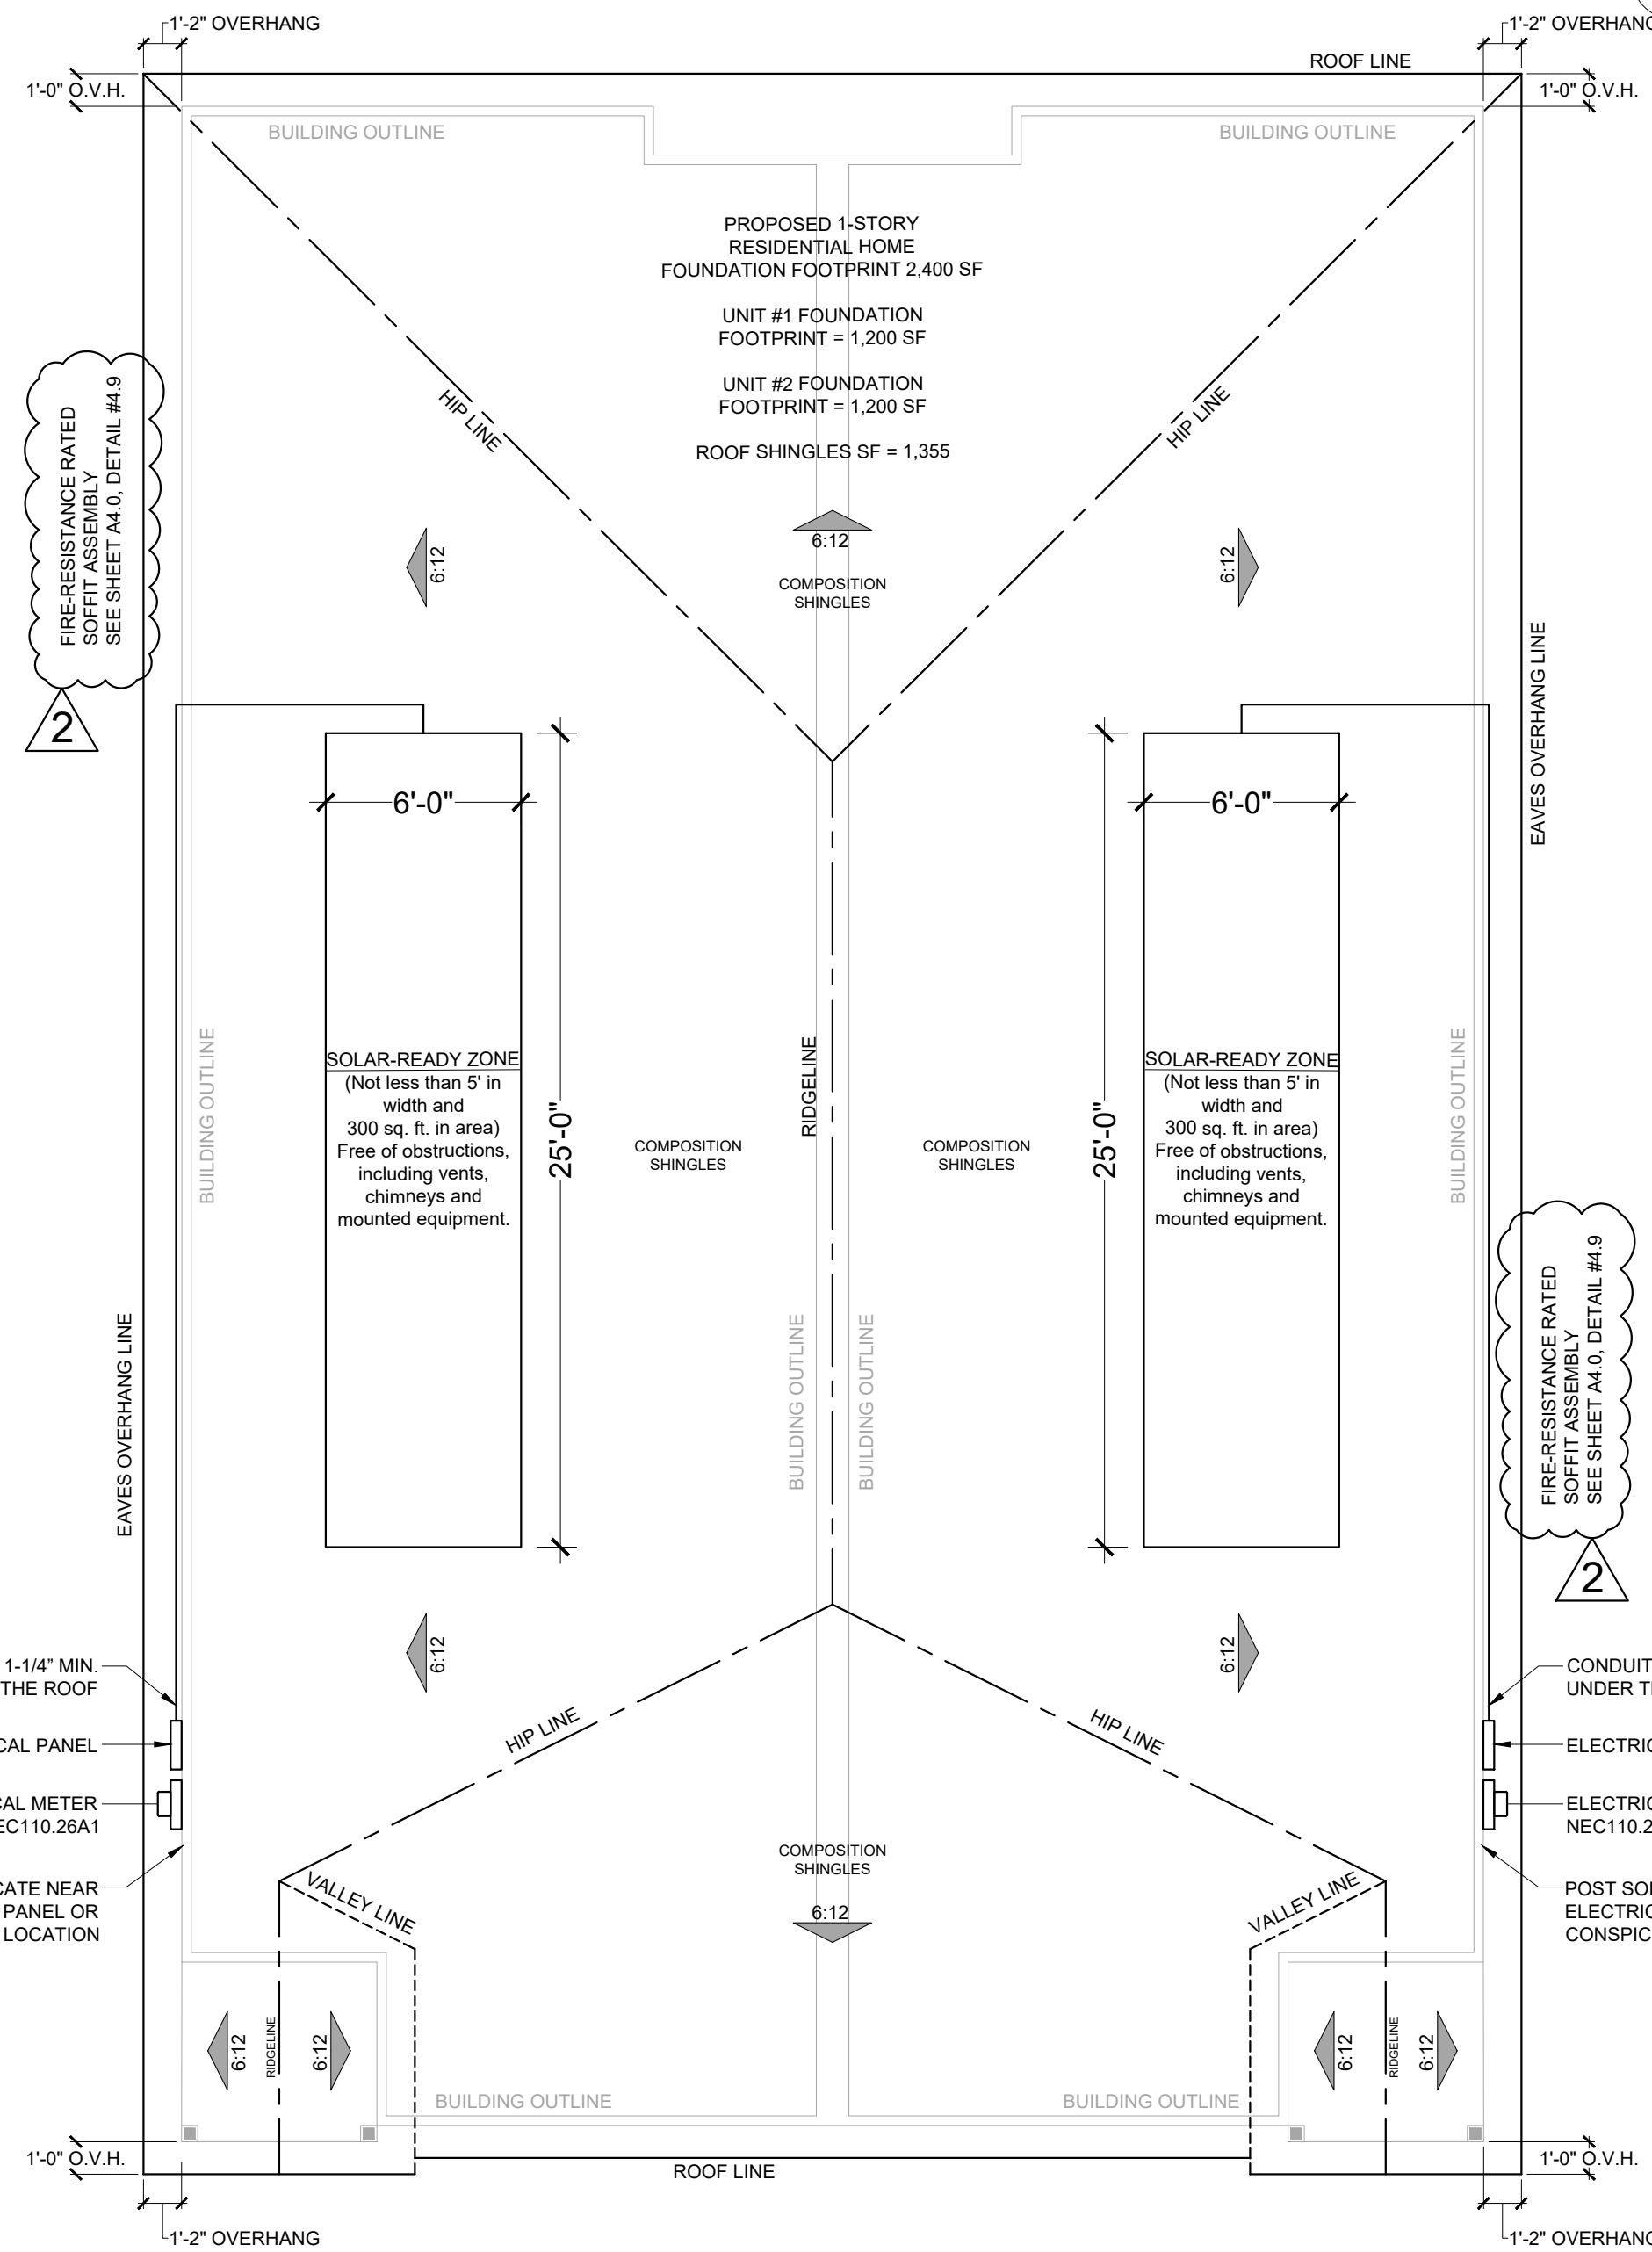 1'-2" OVERHANG
1'-2" OVERHANG
ROOF LINE
1'-0" O.V.H.
1'-0" O.V.H.
BUILDING OUTLINE
BUILDING OUTLINE
PROPOSED 1-STORY
RESIDENTIAL HOME
FOUNDATION FOOTPRINT 2,400 SF
UNIT #1 FOUNDATION
FOOTPRINT = 1,200 SF
UNIT #2 FOUNDATION
FOOTPRINT = 1,200 SF
ROOF SHINGLES SF = 1,355
FIRE-RESISTANCE RATED
SOFFIT ASSEMBLY
SEE SHEET A4.0, DETAIL #4.9
2
HIP LINE
HIP LINE
6:12
6:12
6:12
COMPOSITION
SHINGLES
EAVES OVERHANG LINE
6'-0"
6'-0"
SOLAR-READY ZONE
(Not less than 5' in
width and
300 sq. ft. in area)
Free of obstructions,
including vents,
chimneys and
mounted equipment.
25'-0"
BUILDING OUTLINE
COMPOSITION
SHINGLES
RIDGELINE
COMPOSITION
SHINGLES
25'-0"
SOLAR-READY ZONE
(Not less than 5' in
width and
300 sq. ft. in area)
Free of obstructions,
including vents,
chimneys and
mounted equipment.
BUILDING OUTLINE
EAVES OVERHANG LINE
BUILDING OUTLINE
BUILDING OUTLINE
FIRE-RESISTANCE RATED
SOFFIT ASSEMBLY
SEE SHEET A4.0, DETAIL #4.9
2
6:12
6:12
1-1/4” MIN.
THE ROOF
CAL PANEL
CAL METER
EC110.26A1
CATE NEAR
PANEL OR
LOCATION
CONDUIT
UNDER T
ELECTRIC
ELECTRIC
NEC110.2
POST SO
ELECTRIC
CONSPIC
HIP LINE
HIP LINE
VALLEY LINE
VALLEY LINE
COMPOSITION
SHINGLES
6:12
6:12
RIDGELINE
6:12
6:12
RIDGELINE
6:12
BUILDING OUTLINE
BUILDING OUTLINE
1'-0" O.V.H.
1'-0" O.V.H.
ROOF LINE
1'-2" OVERHANG
1'-2" OVERHANG